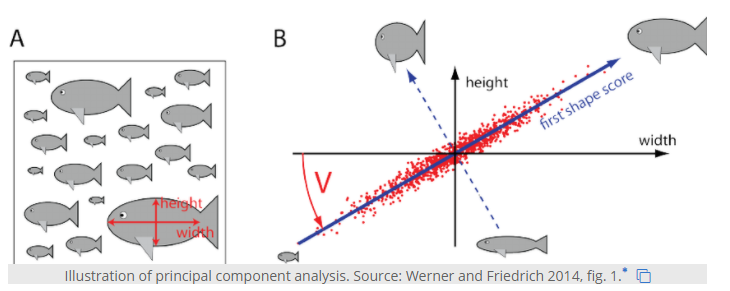 A
B
height
width
height
first shape score
width
V
Illustration of principal component analysis. Source: Werner and Friedrich 2014, fig. 1.*